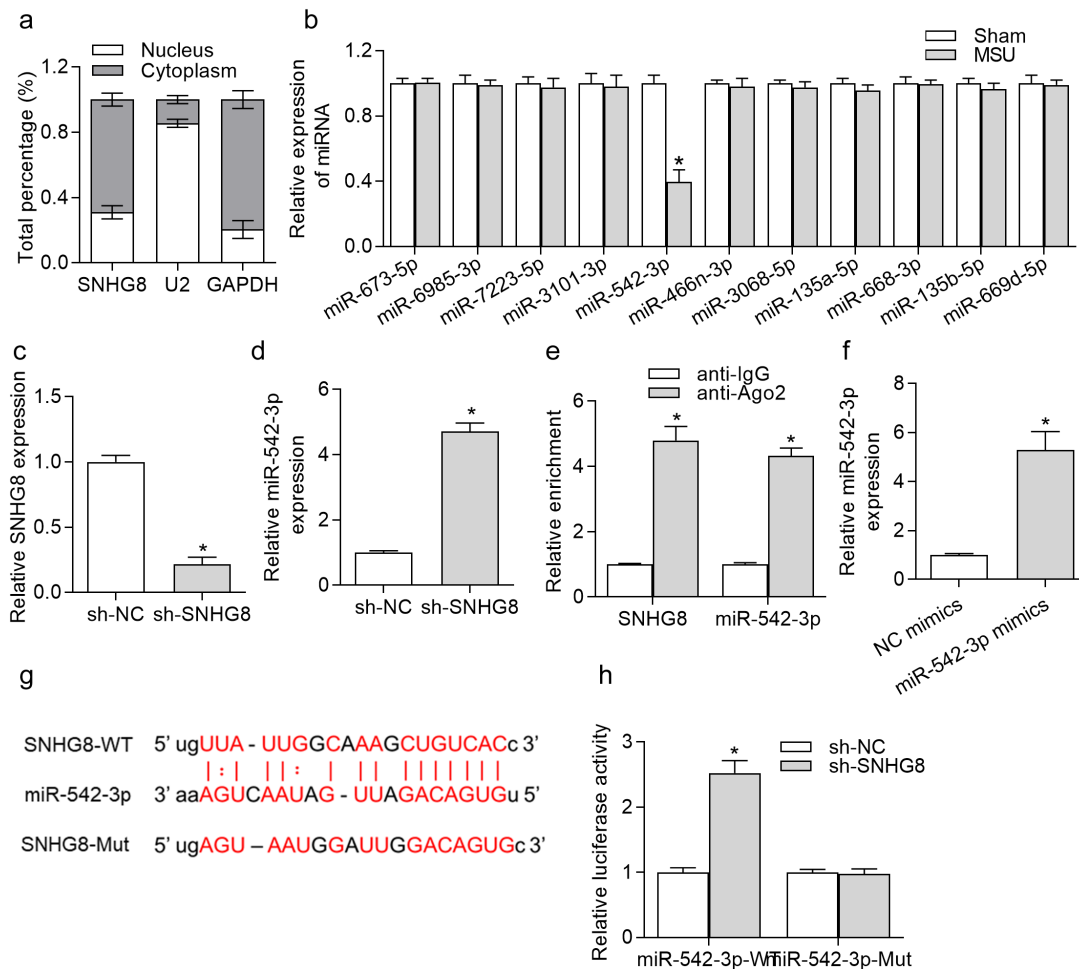 a
Nucleus
Cytoplasm
Total percentage (%)
1.2
0.8
0.4
0.0
SNHG8 U2 GAPDH
b
Sham
MSU
Relative expression
of miRNA
1.2
0.8
0.4
0.0
*
miR-673-5p
miR-6985-3p
miR-7223-5p
miR-3101-3p
miR-542-3p
miR-466n-3p
miR-3068-5p
miR-135a-5p
miR-668-3p
miR-135b-5p
miR-669d-5p
c
Relative SNHG8 expression
1.5
1.0
0.5
0.0
*
sh-NC sh-SNHG8
d
Relative miR-542-3p
expression
6
4
2
0
*
sh-NC sh-SNHG8
e
anti-IgG
anti-Ago2
Relative enrichment
6
4
2
0
* *
SNHG8 miR-542-3p
f
Relative miR-542-3p
expression
8
6
4
2
0
*
NC mimics
miR-542-3p mimics
g
SNHG8-WT 5’ ugUUA - UUGGCAAAGCUGUCACc 3’
miR-542-3p 3’ aaAGUCAAUAG - UUAGACAGUGu 5’
SNHG8-Mut 5’ ugAGU – AAUGGAUUGGACAGUGc 3’
h
sh-NC
sh-SNHG8
Relative luciferase activity
3
2
1
0
*
miR-542-3p-WT miR-542-3p-Mut